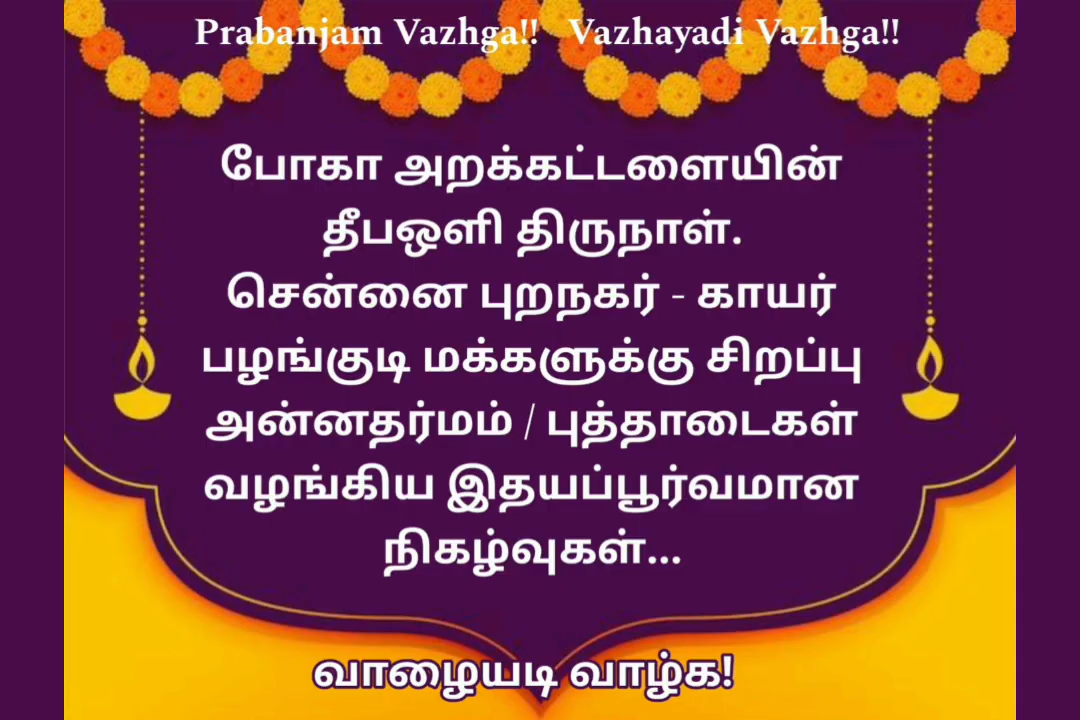 Prabanjam Vazhga!! Vazhayadi Vazhga!!
போகா அறக்கட்டளையின்
தீபஒளி திருநாள்.
சென்னை புறநகர் - காயர்
பழங்குடி மக்களுக்கு சிறப்பு
அன்னதர்மம் / புத்தாடைகள்
வழங்கிய இதயப்பூர்வமான
நிகழ்வுகள்...
வாழையடி வாழ்க!